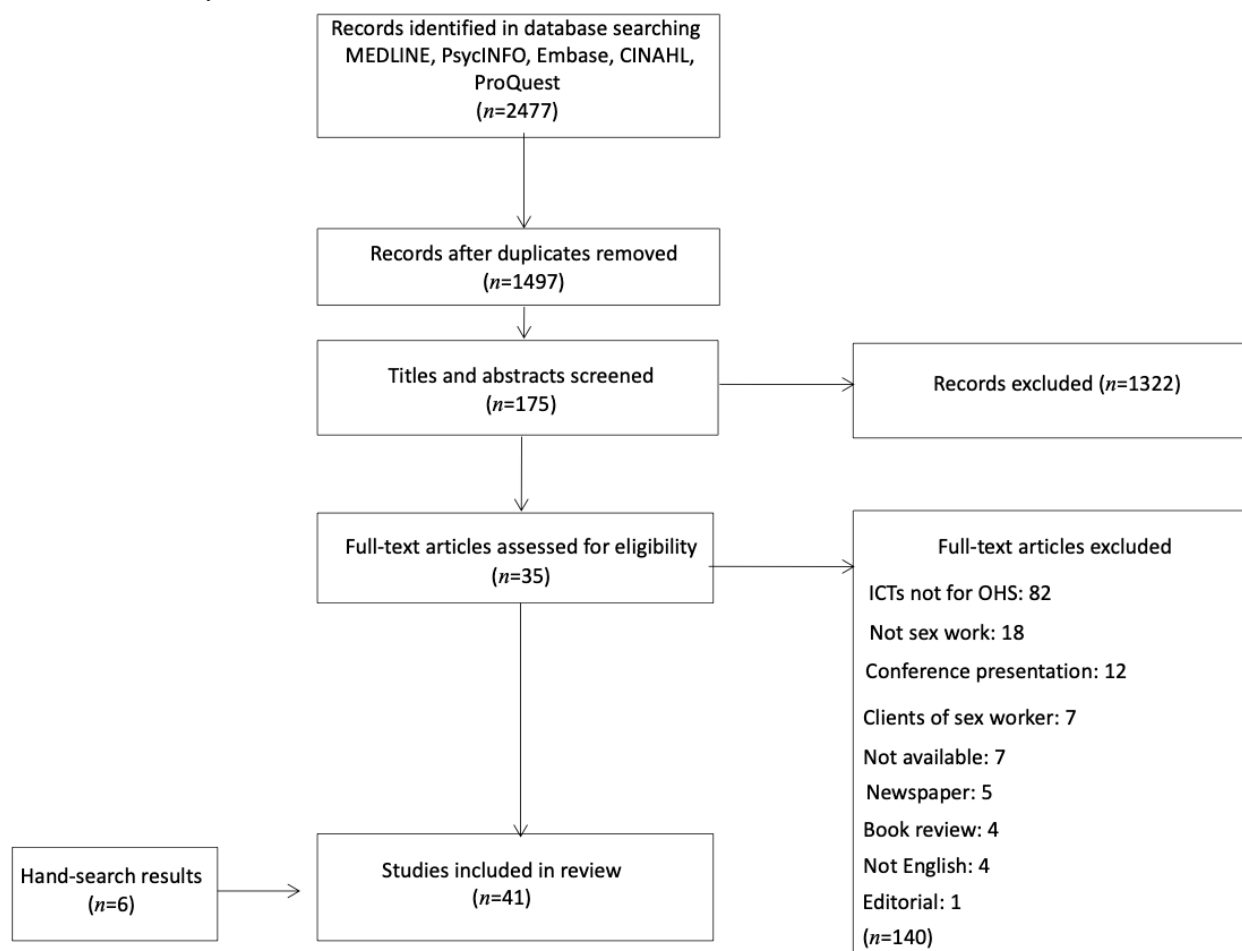 Records identified in database searching
MEDLINE, PsycINFO, Embase, CINAHL,
ProQuest
(n=2477)
Records after duplicates removed
(n=1497)
Titles and abstracts screened
(n=175)
Records excluded (n=1322)
Full-text articles assessed for eligibility
(n=35)
Full-text articles excluded
ICTs not for OHS: 82
Not sex work: 18
Conference presentation: 12
Clients of sex worker: 7
Not available: 7
Newspaper: 5
Book review: 4
Not English: 4
Editorial: 1
(n=140)
Hand-search results
(n=6)
Studies included in review
(n=41)